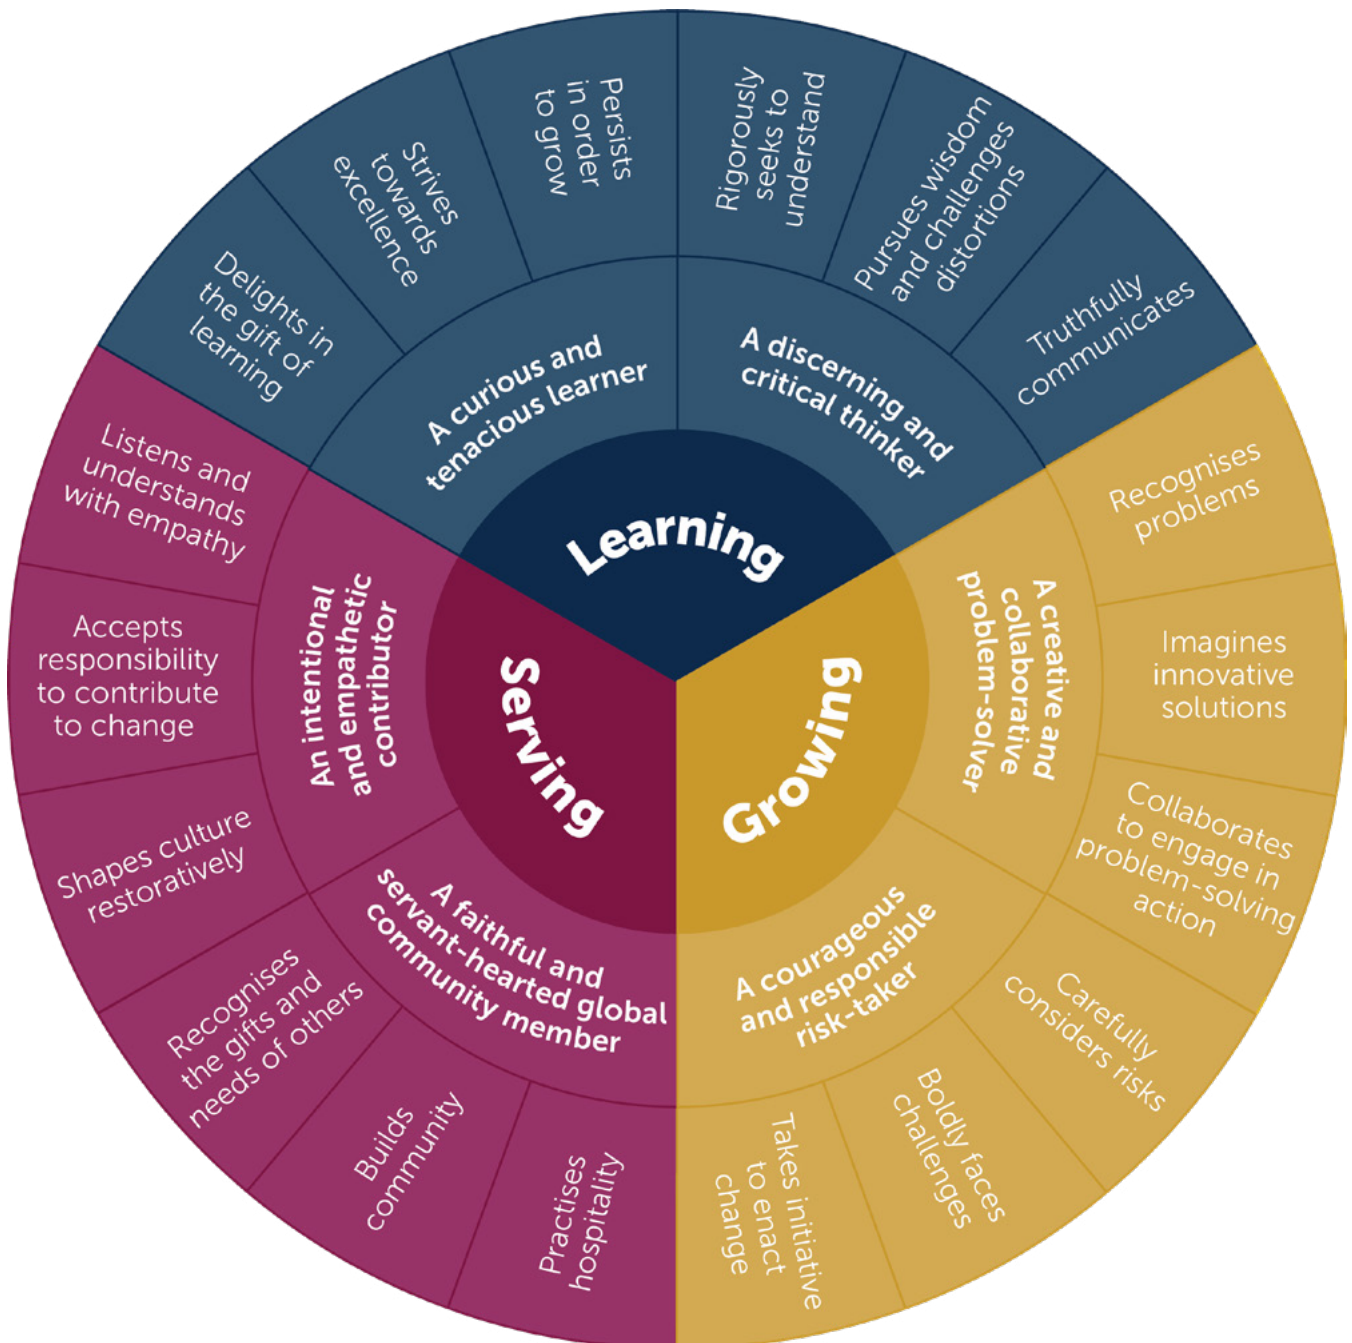 Learning
A curious and
tenacious learner
Delights in
the gift of
learning
Strives
towards
excellence
Persists
in order
to grow
A discerning and
critical thinker
Rigorously
seeks to
understand
Pursues wisdom
and challenges
distortions
Truthfully
communicates
Growing
A creative and
collaborative
problem-solver
Recognises
problems
Imagines
innovative
solutions
Collaborates
to engage in
problem-solving
action
A courageous
and responsible
risk-taker
Carefully
considers risks
Boldly faces
challenges
Takes initiative
to enact
change
Serving
A faithful and
servant-hearted global
community member
Practises
hospitality
Builds
community
Recognises
the gifts and
needs of others
An intentional
and empathetic
contributor
Shapes culture
restoratively
Accepts
responsibility
to contribute
to change
Listens and
understands
with empathy